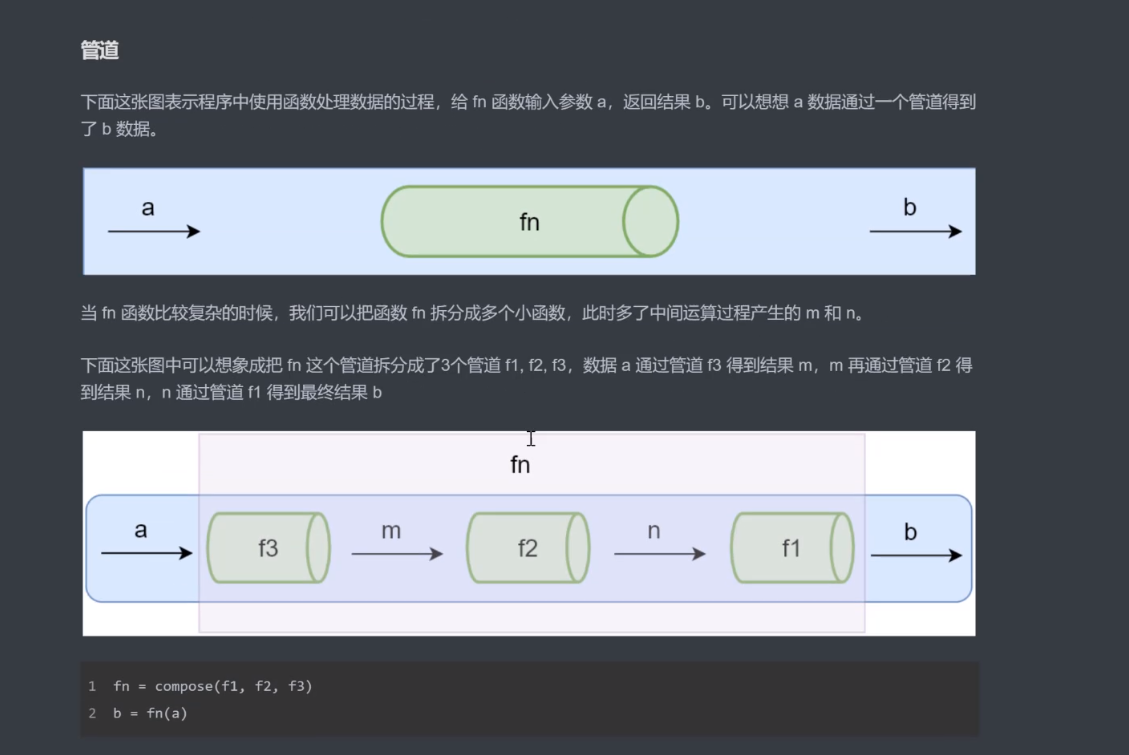 管道
下面这张图表示程序中使用函数处理数据的过程，给 fn 函数输入参数 a，返回结果 b。可以想想 a 数据通过一个管道得到
了 b 数据。
a
fn
b
当 fn 函数比较复杂的时候，我们可以把函数 fn 拆分成多个小函数，此时多了中间运算过程产生的 m 和 n。
下面这张图中可以想象成把 fn 这个管道拆分成了3个管道 f1, f2, f3，数据 a 通过管道 f3 得到结果 m，m 再通过管道 f2 得
到结果 n，n 通过管道 f1 得到最终结果 b
fn
a
f3
m
f2
n
f1
b
1 fn = compose(f1, f2, f3)
2 b = fn(a)